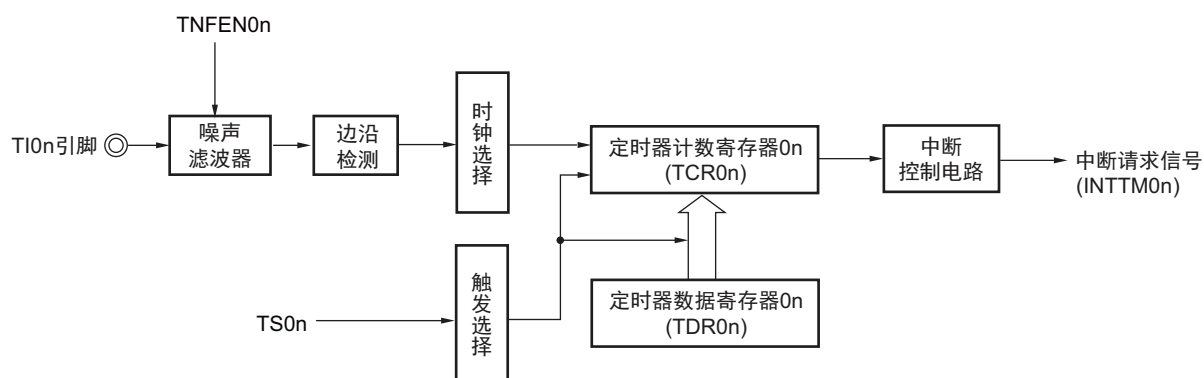 TNFEN0n
TI0n引脚
噪声
滤波器
边沿
检测
时钟选择
定时器计数寄存器0n
(TCR0n)
中断
控制电路
中断请求信号
(INTTM0n)
TS0n
触发选择
定时器数据寄存器0n
(TDR0n)